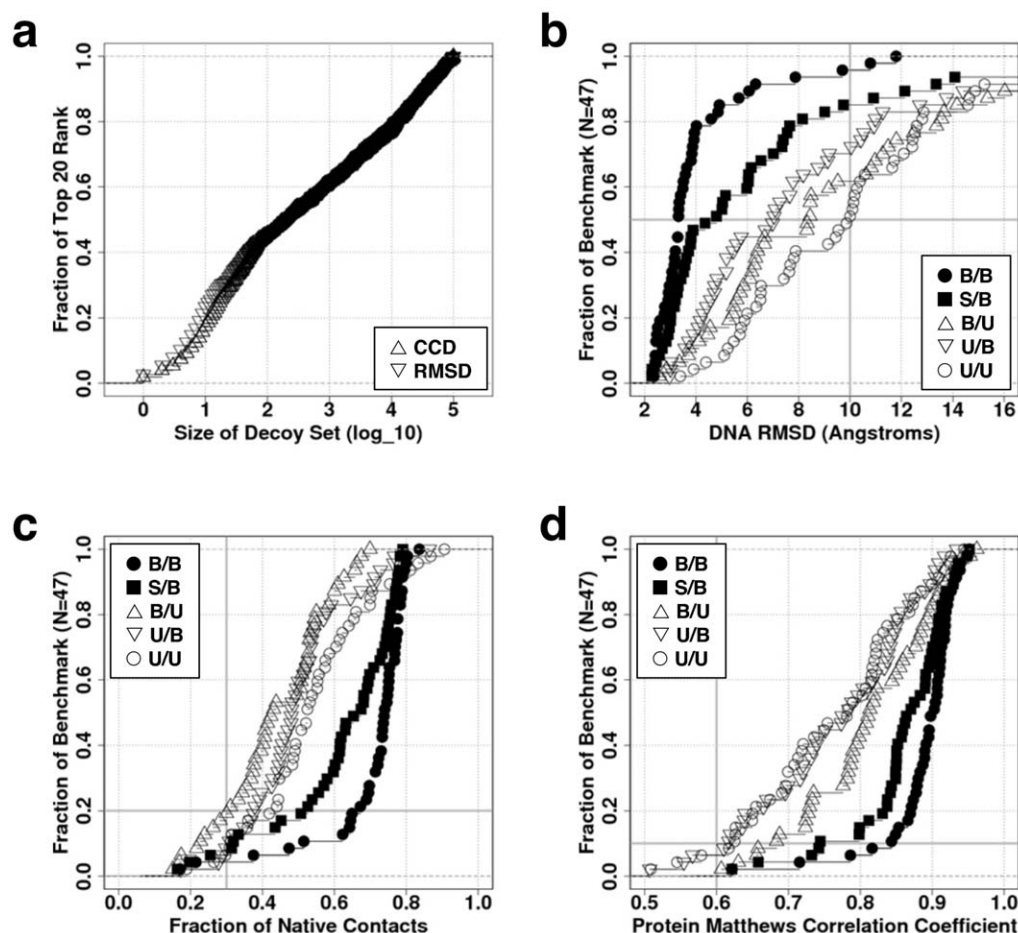 a
Fraction of Top 20 Rank
0.0 0.2 0.4 0.6 0.8 1.0
0 1 2 3 4 5
Size of Decoy Set (log_10)
CCD
RMSD
b
Fraction of Benchmark (N=47)
0.0 0.2 0.4 0.6 0.8 1.0
2 4 6 8 10 12 14 16
DNA RMSD (Angstroms)
B/B
S/B
B/U
U/B
U/U
c
Fraction of Benchmark (N=47)
0.0 0.2 0.4 0.6 0.8 1.0
0.0 0.2 0.4 0.6 0.8 1.0
Fraction of Native Contacts
B/B
S/B
B/U
U/B
U/U
d
Fraction of Benchmark (N=47)
0.0 0.2 0.4 0.6 0.8 1.0
0.5 0.6 0.7 0.8 0.9 1.0
Protein Matthews Correlation Coefficient
B/B
S/B
B/U
U/B
U/U